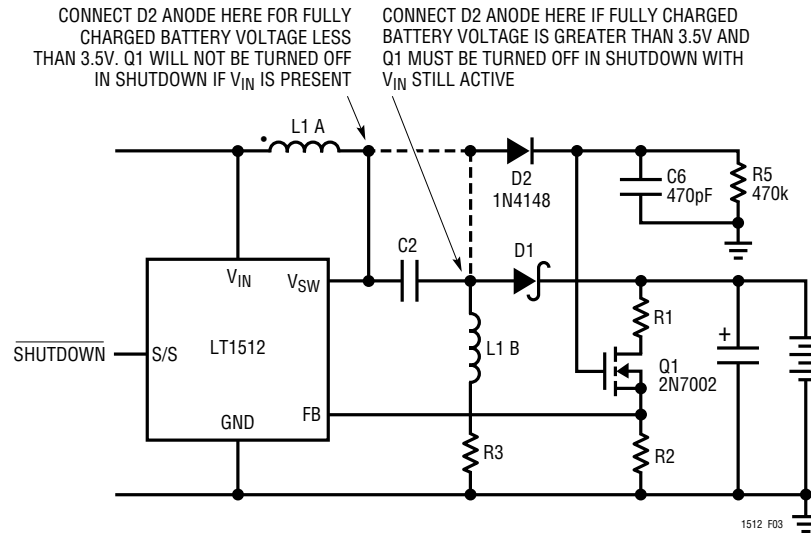 CONNECT D2 ANODE HERE FOR FULLY
CHARGED BATTERY VOLTAGE LESS
THAN 3.5V. Q1 WILL NOT BE TURNED OFF
IN SHUTDOWN IF VIN IS PRESENT
CONNECT D2 ANODE HERE IF FULLY CHARGED
BATTERY VOLTAGE IS GREATER THAN 3.5V AND
Q1 MUST BE TURNED OFF IN SHUTDOWN WITH
VIN STILL ACTIVE
L1 A
D2
1N4148
C6
470pF
R5
470k
C2
D1
VIN
VSW
LT1512
SHUTDOWN
S/S
GND
FB
L1 B
R1
Q1
2N7002
+
R3
R2
1512 F03